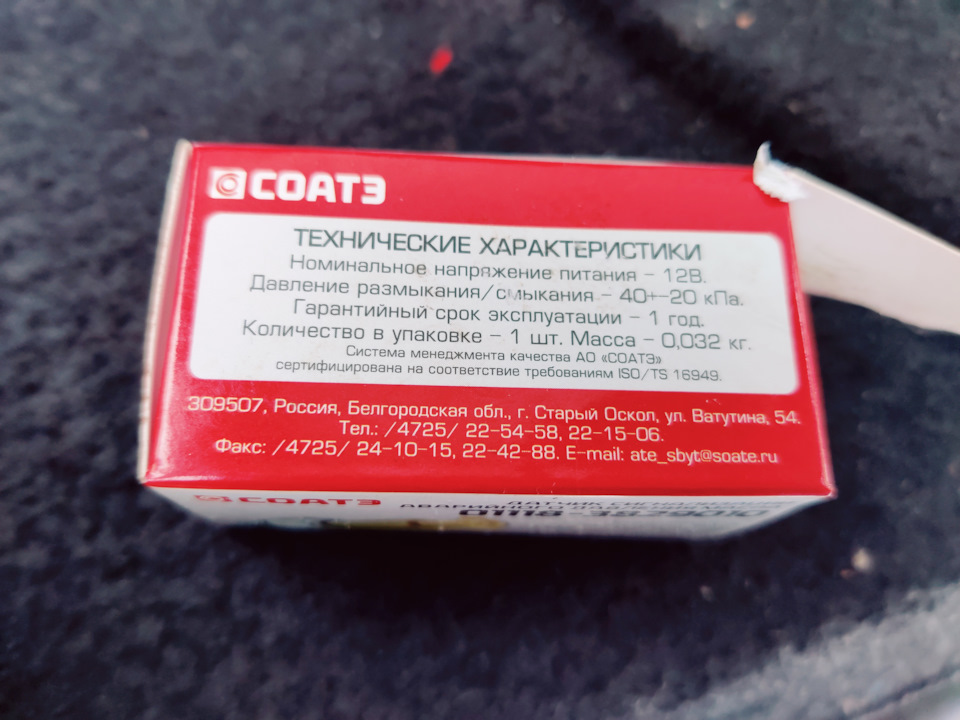 СОАТЭ
ТЕХНИЧЕСКИЕ ХАРАКТЕРИСТИКИ
Номинальное напряжение питания – 12В.
Давление размыкания/смыкания – 40+–20 кПа.
Гарантийный срок эксплуатации – 1 год.
Количество в упаковке – 1 шт. Масса – 0,032 кг.
Система менеджмента качества АО «СОАТЭ»
сертифицирована на соответствие требованиям ISO/TS 16949.
309507, Россия, Белгородская обл., г. Старый Оскол, ул. Ватутина, 54.
Тел.: /4725/ 22-54-58, 22-15-06.
Факс: /4725/ 24-10-15, 22-42-88. E-mail: ate_sbyt@soate.ru
СОАТЭ